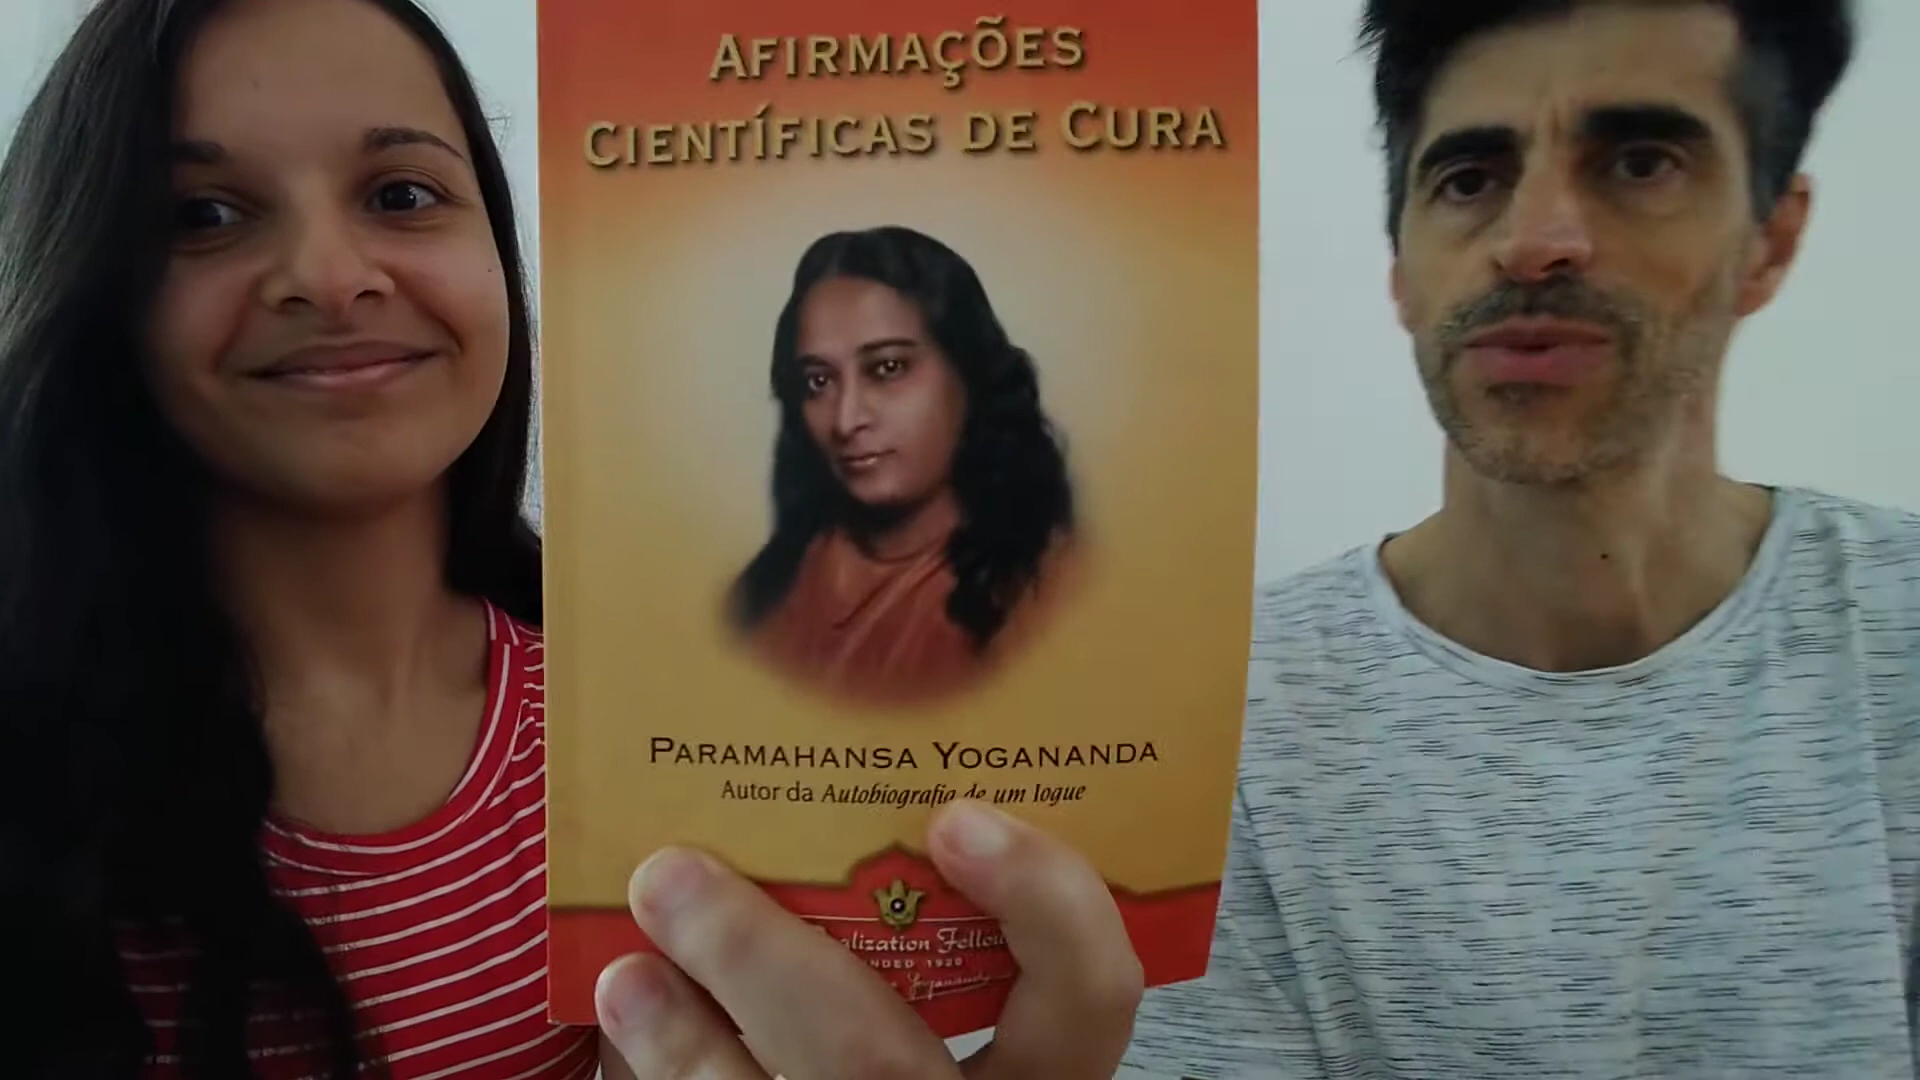 AFIRMAÇÕES
CIENTÍFICAS DE CURA
PARAMAHANSA YOGANANDA
Autor da Autobiografia de um Iogue